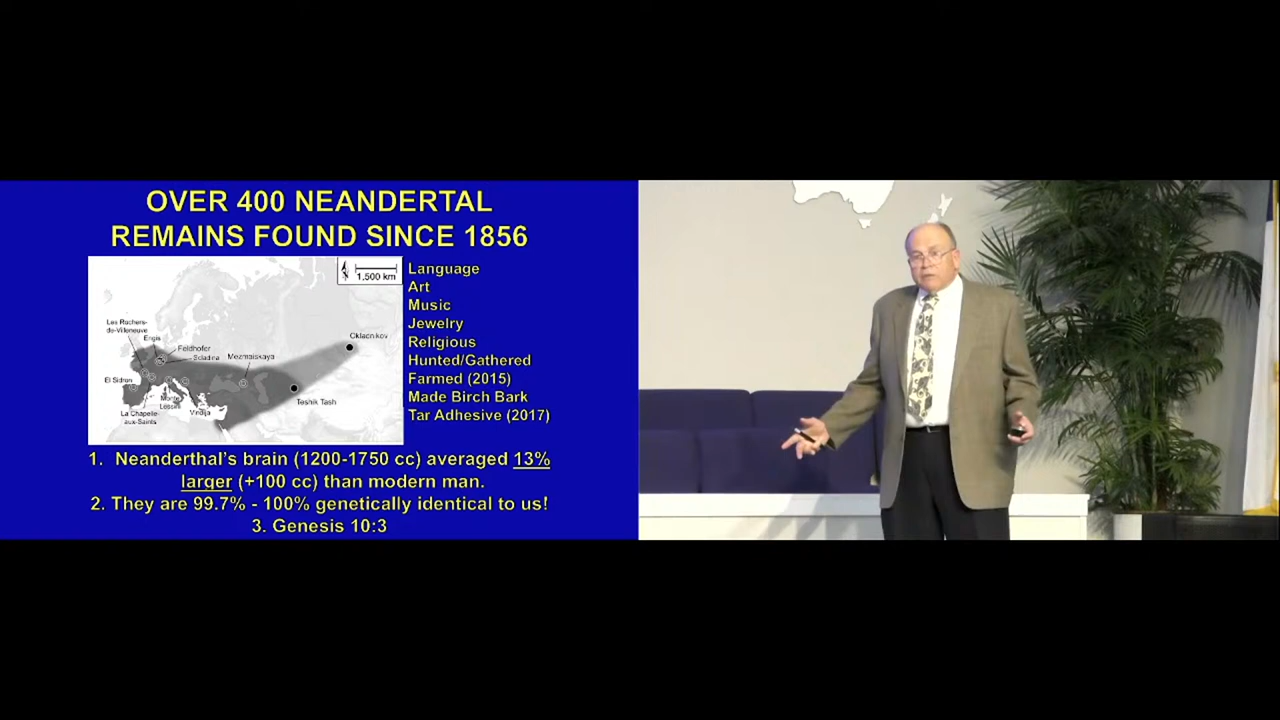 OVER 400 NEANDERTAL
REMAINS FOUND SINCE 1856
1,500 km
Language
Art
Music
Jewelry
Religious
Hunted/Gathered
Farmed (2015)
Made Birch Bark
Tar Adhesive (2017)
Les Rochers-
de-Villeneuve
Engis
Feldhofer
Scladina
Mezmaiskaya
Okladnikov
El Sidron
Monte
Lessini
Vindija
Teshik Tash
La Chapelle-
aux-Saints
1. Neanderthal's brain (1200-1750 cc) averaged 13%
larger (+100 cc) than modern man.
2. They are 99.7% - 100% genetically identical to us!
3. Genesis 10:3